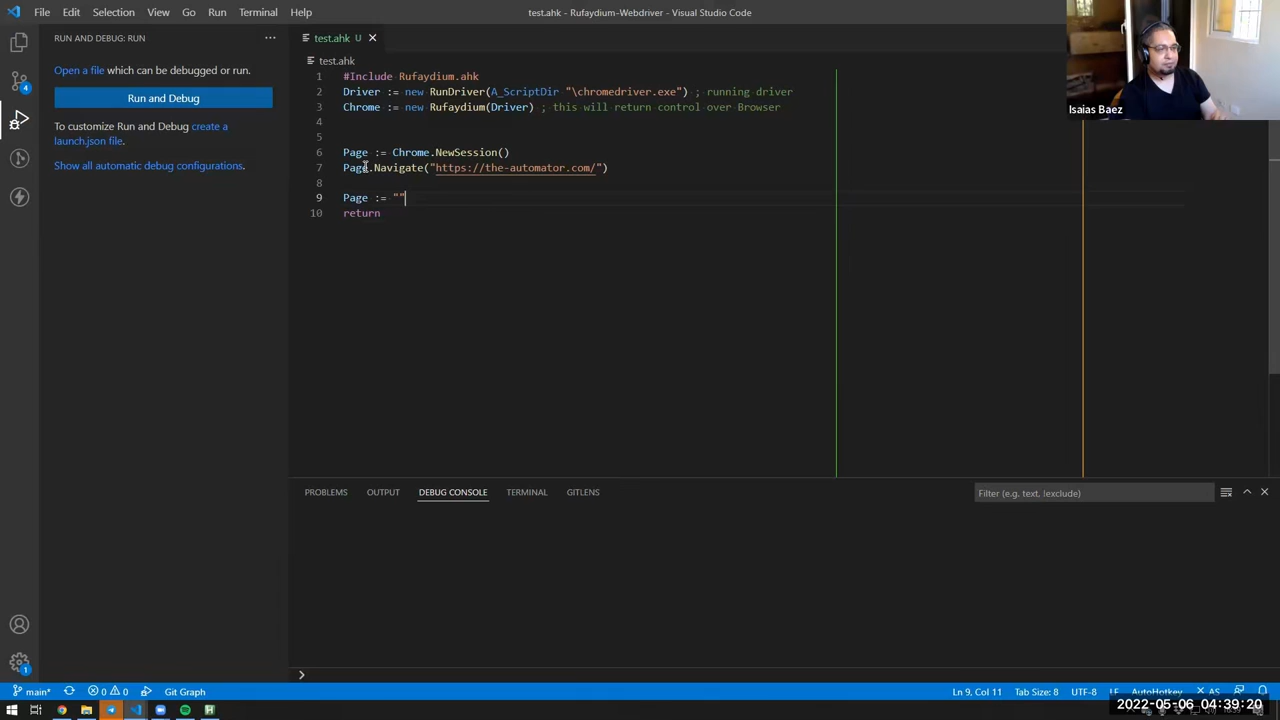 File Edit Selection View Go Run Terminal Help
test.ahk - Rufaydium-Webdriver - Visual Studio Code
RUN AND DEBUG: RUN
test.ahk U
Open a file which can be debugged or run.
Run and Debug
To customize Run and Debug create a
launch.json file.
Show all automatic debug configurations.
test.ahk
1 #Include Rufaydium.ahk
2 Driver := new RunDriver(A_ScriptDir "\chromedriver.exe") ; running driver
3 Chrome := new Rufaydium(Driver) ; this will return control over Browser
4
5
6 Page := Chrome.NewSession()
7 Page.Navigate("https://the-automator.com/")
8
9 Page := ""
10 return
Isaias Baez
4
PROBLEMS OUTPUT DEBUG CONSOLE TERMINAL GITLENS
Filter (e.g. text, !exclude)
1
main* 0 0 Git Graph
Ln 9, Col 11 Tab Size: 8 UTF-8 LF AutoHotkey AS
2022-05-06 04:39:20